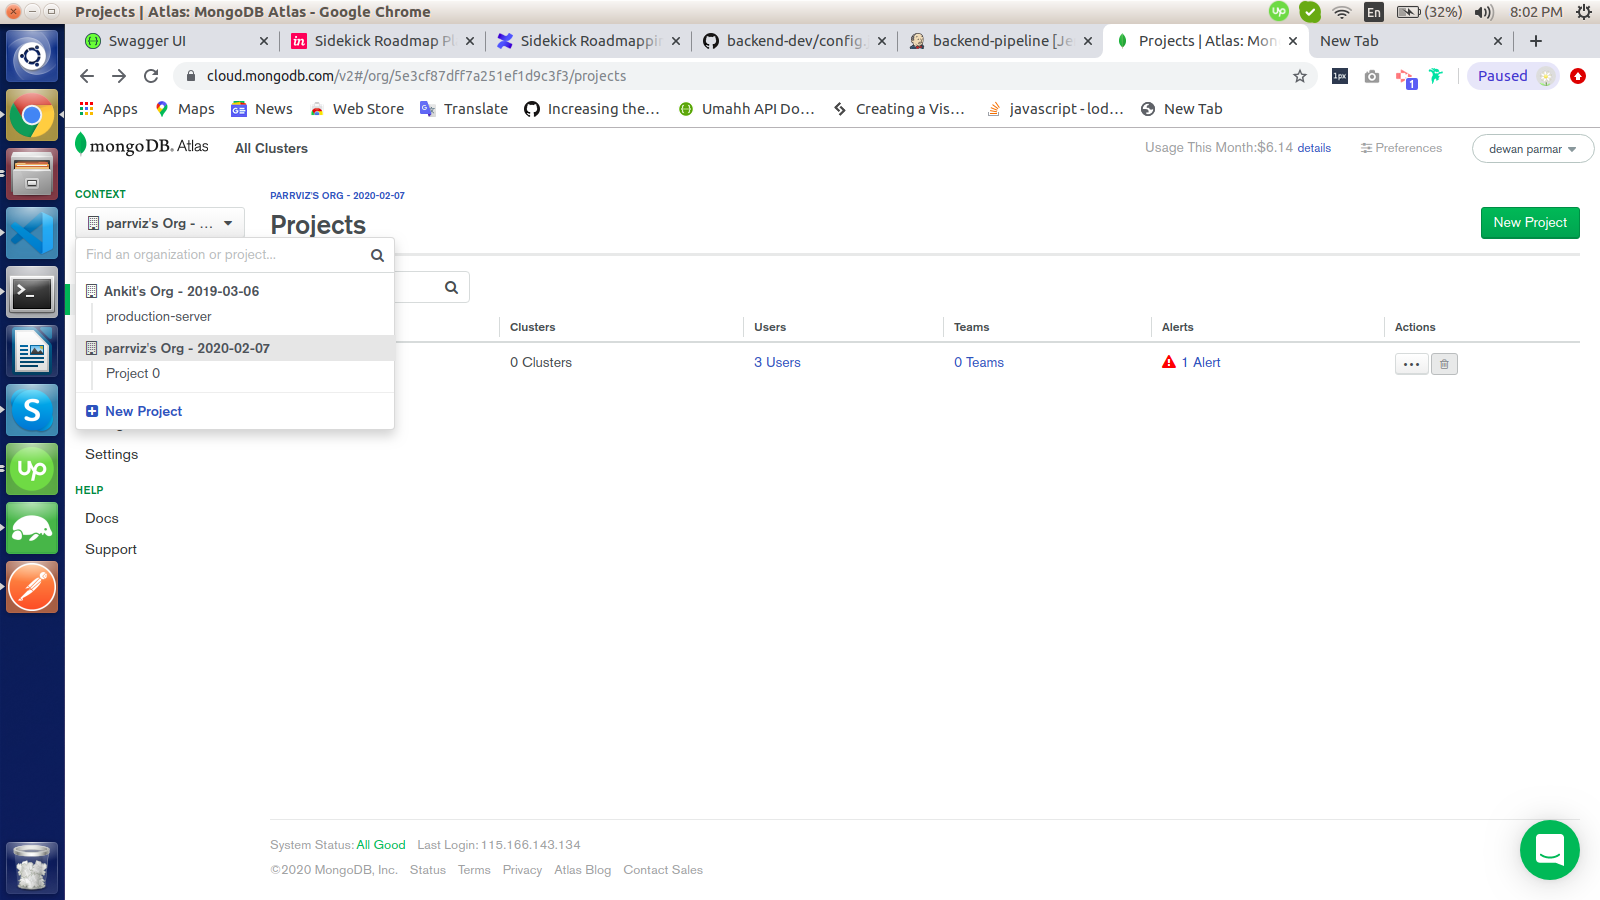 Projects | Atlas: MongoDB Atlas - Google Chrome
En (32%) 8:02 PM
Swagger UI
Sidekick Roadmap Pl
Sidekick Roadmappin
backend-dev/config.
backend-pipeline [Je
Projects | Atlas: Mon
New Tab
cloud.mongodb.com/v2#/org/5e3cf87dff7a251ef1d9c3f3/projects
1px
1
Paused
Apps
Maps
News
Web Store
Translate
Increasing the...
Umahh API Do...
Creating a Vis...
javascript - lod...
New Tab
mongoDB. Atlas
All Clusters
Usage This Month:$6.14 details
Preferences
dewan parmar
CONTEXT
parrviz's Org - ...
PARRVIZ'S ORG - 2020-02-07
Projects
New Project
Find an organization or project...
Ankit's Org - 2019-03-06
production-server
parrviz's Org - 2020-02-07
Project 0
New Project
Clusters
Users
Teams
Alerts
Actions
0 Clusters
3 Users
0 Teams
1 Alert
Settings
HELP
Docs
Support
System Status: All Good Last Login: 115.166.143.134
©2020 MongoDB, Inc. Status Terms Privacy Atlas Blog Contact Sales